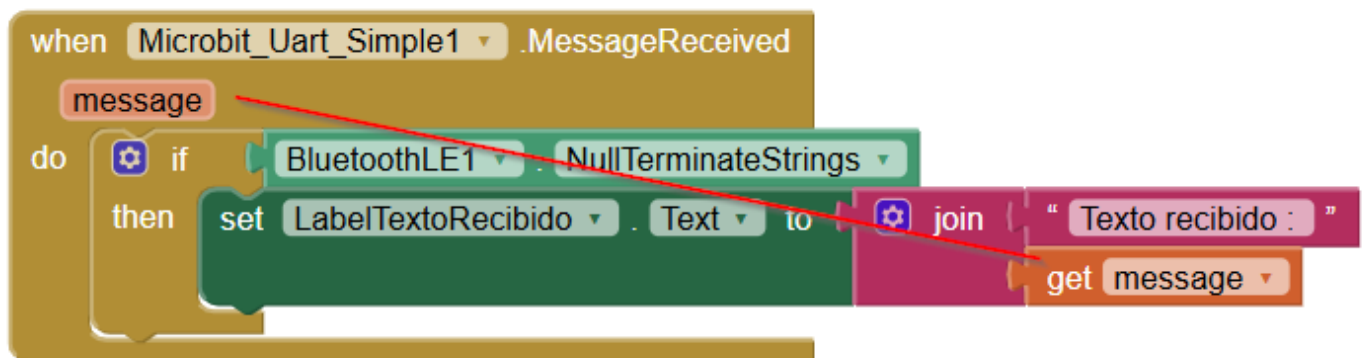 when Microbit_Uart_Simple1 .MessageReceived
message
do if BluetoothLE1 . NullTerminateStrings
then set LabelTextoRecibido . Text to join “ Texto recibido : ”
get message